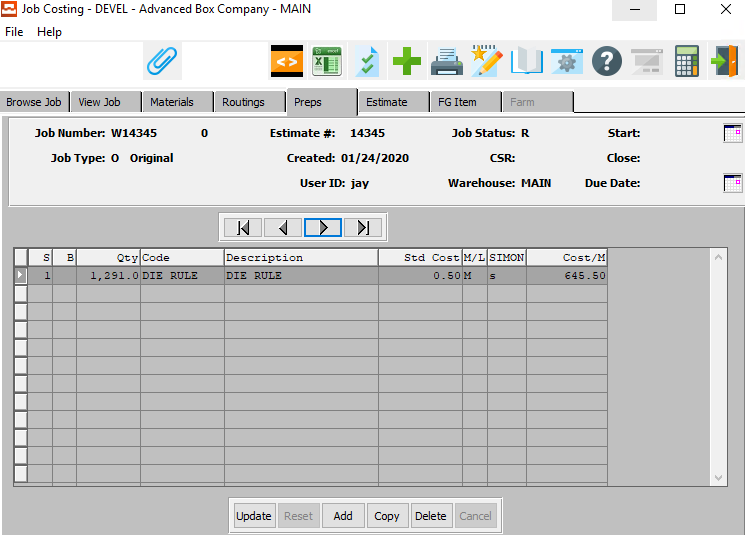 Job Costing - DEVEL - Advanced Box Company - MAIN
File Help
Browse Job View Job Materials Routings Preps Estimate FG Item Farm
Job Number: W14345 0 Estimate #: 14345 Job Status: R Start:
Job Type: O Original Created: 01/24/2020 CSR: Close:
User ID: jay Warehouse: MAIN Due Date:
S B Qty Code Description Std Cost M/L SIMON Cost/M
1 1,291.0 DIE RULE DIE RULE 0.50 M s 645.50
Update Reset Add Copy Delete Cancel